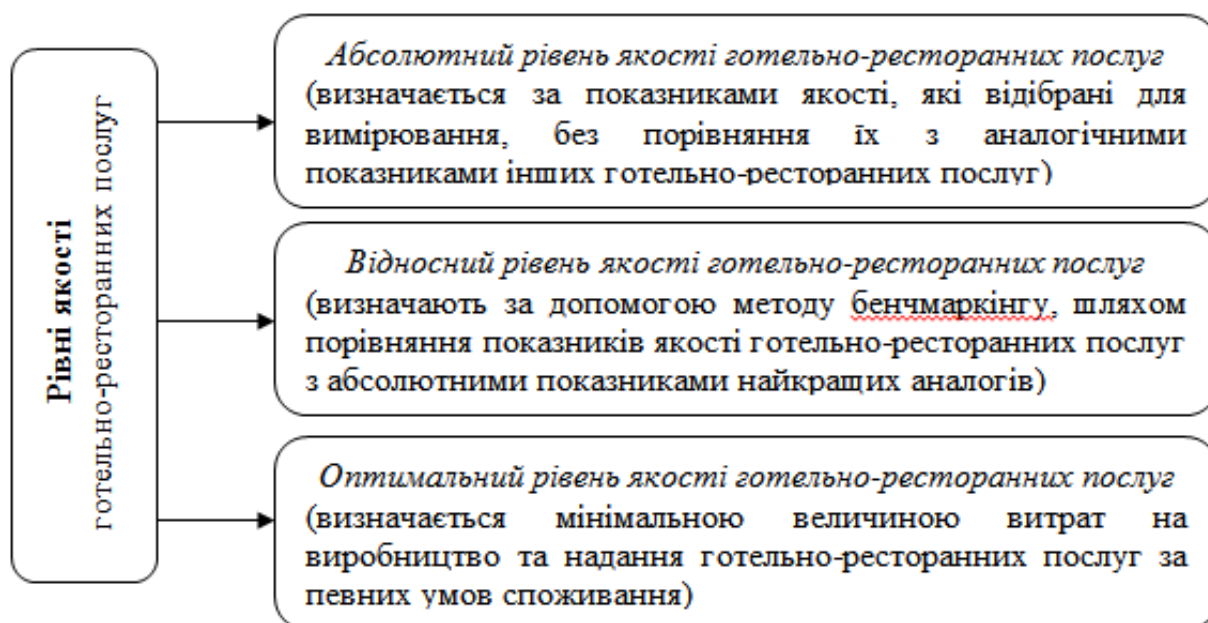 Рівні якості
готельно-ресторанних послуг
Абсолютний рівень якості готельно-ресторанних послуг
(визначається за показниками якості, які відібрані для
вимірювання, без порівняння їх з аналогічними
показниками інших готельно-ресторанних послуг)
Відносний рівень якості готельно-ресторанних послуг
(визначають за допомогою методу бенчмаркінгу, шляхом
порівняння показників якості готельно-ресторанних послуг
з абсолютними показниками найкращих аналогів)
Оптимальний рівень якості готельно-ресторанних послуг
(визначається мінімальною величиною витрат на
виробництво та надання готельно-ресторанних послуг за
певних умов споживання)